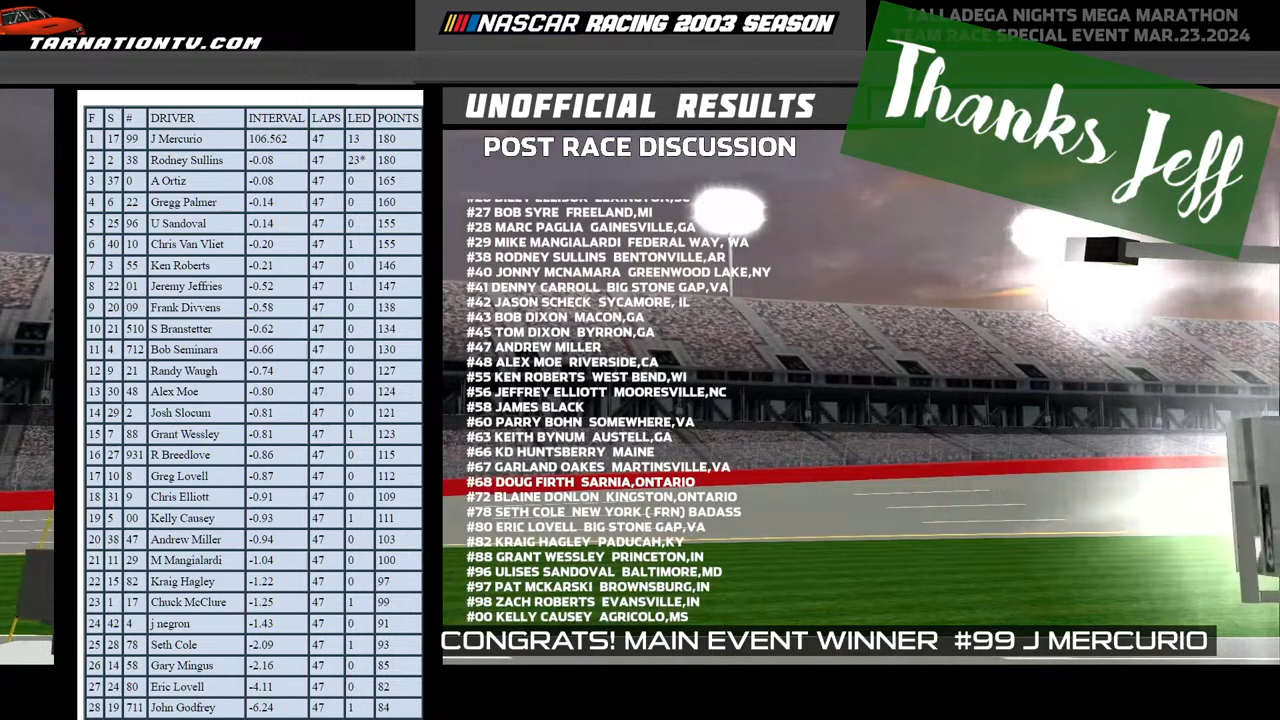 TARNATIONTV.COM
NASCAR RACING 2003 SEASON
TALLADEGA NIGHTS MEGA MARATHON
TEAM RACE SPECIAL EVENT MAR.23.2024
Thanks Jeff
F S # DRIVER INTERVAL LAPS LED POINTS
1 17 99 J Mercurio 106.562 47 13 180
2 2 38 Rodney Sullins -0.08 47 23* 180
3 37 0 A Ortiz -0.08 47 0 165
4 6 22 Gregg Palmer -0.14 47 0 160
5 25 96 U Sandoval -0.14 47 0 155
6 40 10 Chris Van Vliet -0.20 47 1 155
7 3 55 Ken Roberts -0.21 47 0 146
8 22 01 Jeremy Jeffries -0.52 47 1 147
9 20 09 Frank Divvens -0.58 47 0 138
10 21 510 S Branstetter -0.62 47 0 134
11 4 712 Bob Seminara -0.66 47 0 130
12 9 21 Randy Waugh -0.74 47 0 127
13 30 48 Alex Moe -0.80 47 0 124
14 29 2 Josh Slocum -0.81 47 0 121
15 7 88 Grant Wessley -0.81 47 1 123
16 27 931 R Breedlove -0.86 47 0 115
17 10 8 Greg Lovell -0.87 47 0 112
18 31 9 Chris Elliott -0.91 47 0 109
19 5 00 Kelly Causey -0.93 47 1 111
20 38 47 Andrew Miller -0.94 47 0 103
21 11 29 M Mangialardi -1.04 47 0 100
22 15 82 Kraig Hagley -1.22 47 0 97
23 1 17 Chuck McClure -1.25 47 1 99
24 42 4 j negron -1.43 47 0 91
25 28 78 Seth Cole -2.09 47 1 93
26 14 58 Gary Mingus -2.16 47 0 85
27 24 80 Eric Lovell -4.11 47 0 82
28 19 711 John Godfrey -6.24 47 1 84
UNOFFICIAL RESULTS
POST RACE DISCUSSION
#27 BOB SYRE FREELAND,MI
#28 MARC PAGLIA GAINESVILLE,GA
#29 MIKE MANGIALARDI FEDERAL WAY, WA
#38 RODNEY SULLINS BENTONVILLE,AR
#40 JONNY MCNAMARA GREENWOOD LAKE,NY
#41 DENNY CARROLL BIG STONE GAP,VA
#42 JASON SCHECK SYCAMORE, IL
#43 BOB DIXON MACON,GA
#45 TOM DIXON BYRRON,GA
#47 ANDREW MILLER
#48 ALEX MOE RIVERSIDE,CA
#55 KEN ROBERTS WEST BEND,WI
#56 JEFFREY ELLIOTT MOORESVILLE,NC
#58 JAMES BLACK
#60 PARRY BOHN SOMEWHERE,VA
#63 KEITH BYNUM AUSTELL,GA
#66 KD HUNTSBERRY MAINE
#67 GARLAND OAKES MARTINSVILLE,VA
#68 DOUG FIRTH SARNIA,ONTARIO
#72 BLAINE DONLON KINGSTON,ONTARIO
#78 SETH COLE NEW YORK ( FRN) BADASS
#80 ERIC LOVELL BIG STONE GAP,VA
#82 KRAIG HAGLEY PADUCAH,KY
#88 GRANT WESSLEY PRINCETON,IN
#96 ULISES SANDOVAL BALTIMORE,MD
#97 PAT MCKARSKI BROWNSBURG,IN
#98 ZACH ROBERTS EVANSVILLE,IN
#00 KELLY CAUSEY AGRICOLO,MS
CONGRATS! MAIN EVENT WINNER #99 J MERCURIO